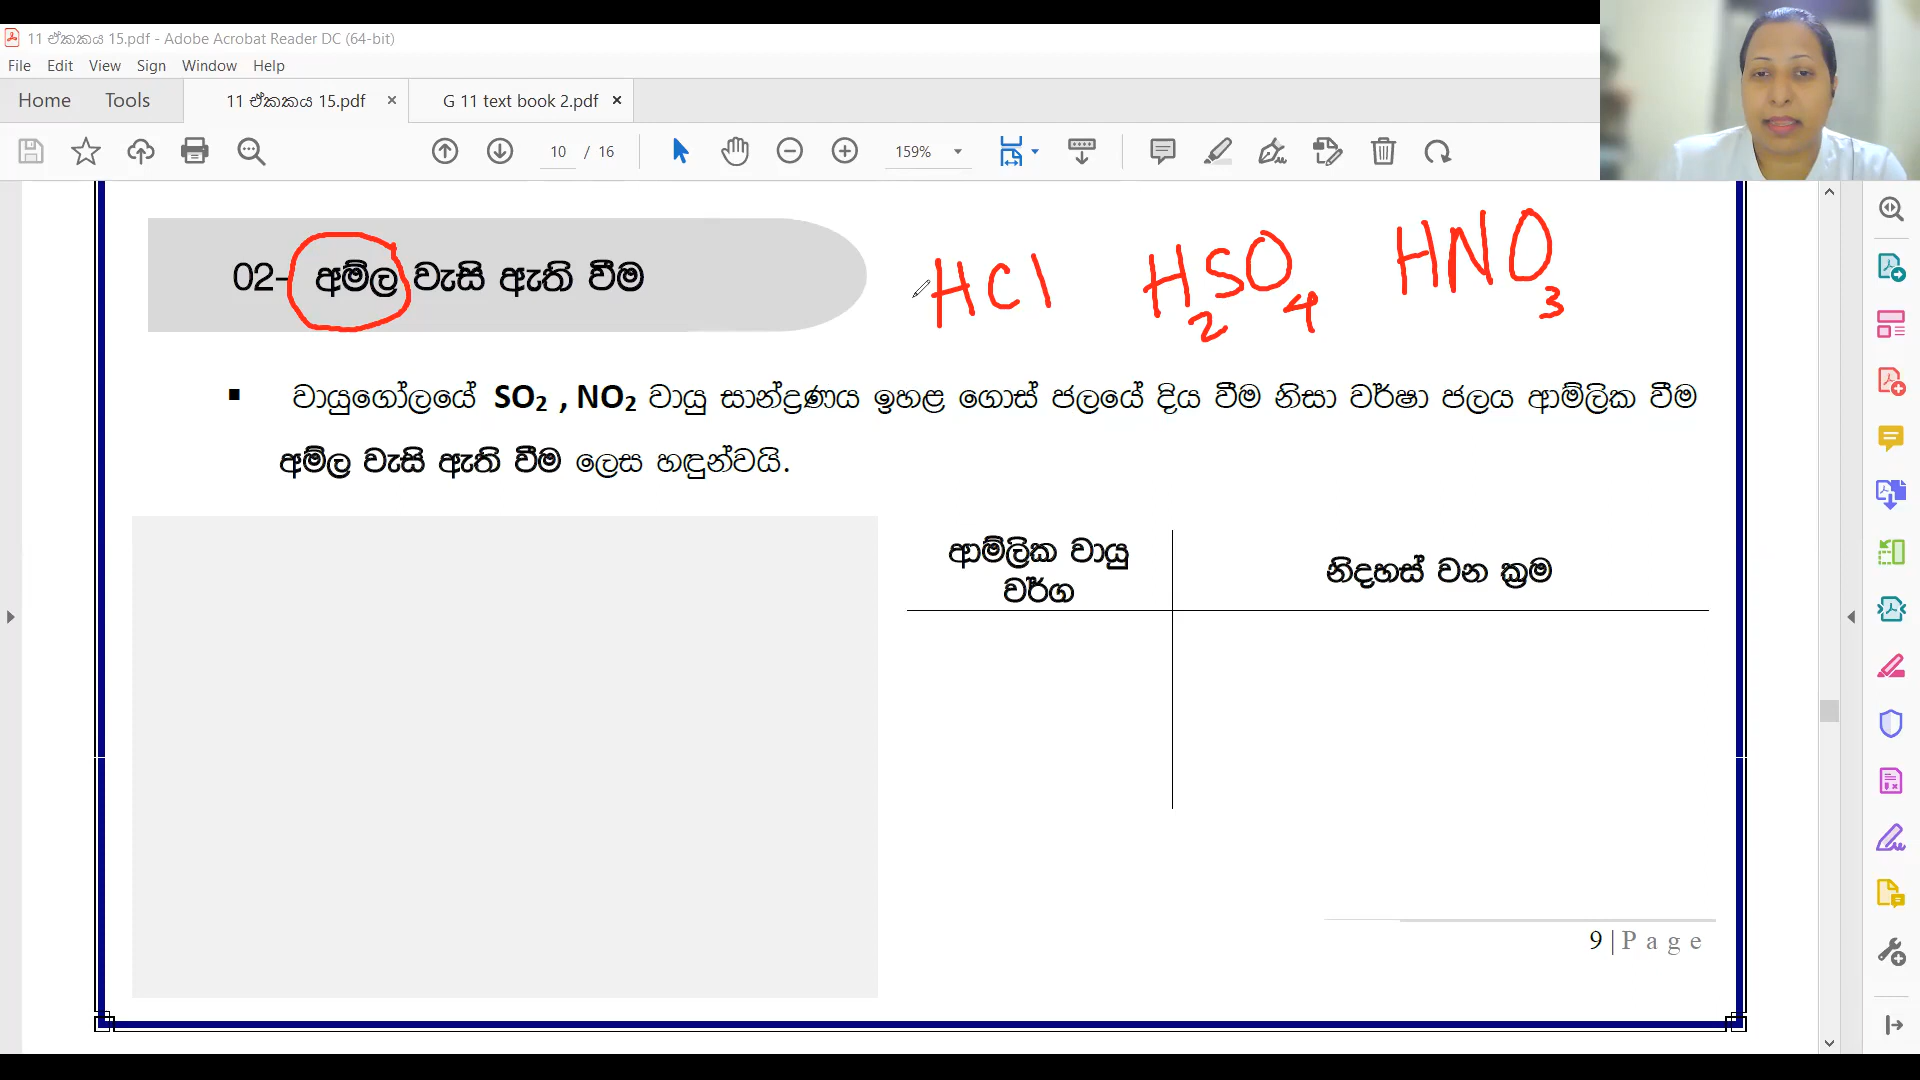 11 ඒකකය 15.pdf - Adobe Acrobat Reader DC (64-bit)
File Edit View Sign Window Help
Home Tools 11 ඒකකය 15.pdf × G 11 text book 2.pdf ×
10 / 16 159%
02- අම්ල වැසි ඇති වීම
HCl H2SO4 HNO3
▪ වායුගෝලයේ SO₂ , NO₂ වායු සාන්ද්‍රණය ඉහළ ගොස් ජලයේ දිය වීම නිසා වර්ෂා ජලය ආම්ලික වීම
අම්ල වැසි ඇති වීම ලෙස හඳුන්වයි.
ආම්ලික වායු
වර්ග
නිදහස් වන ක්‍රම
9 | P a g e